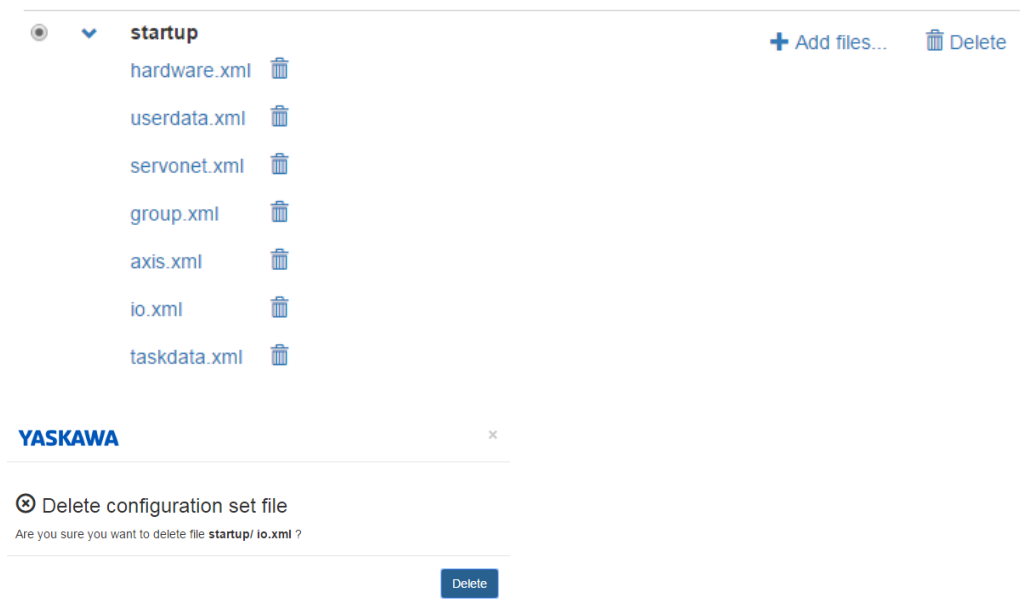 startup
+ Add files... Delete
hardware.xml
userdata.xml
servonet.xml
group.xml
axis.xml
io.xml
taskdata.xml
YASKAWA ×
Delete configuration set file
Are you sure you want to delete file startup/ io.xml ?
Delete